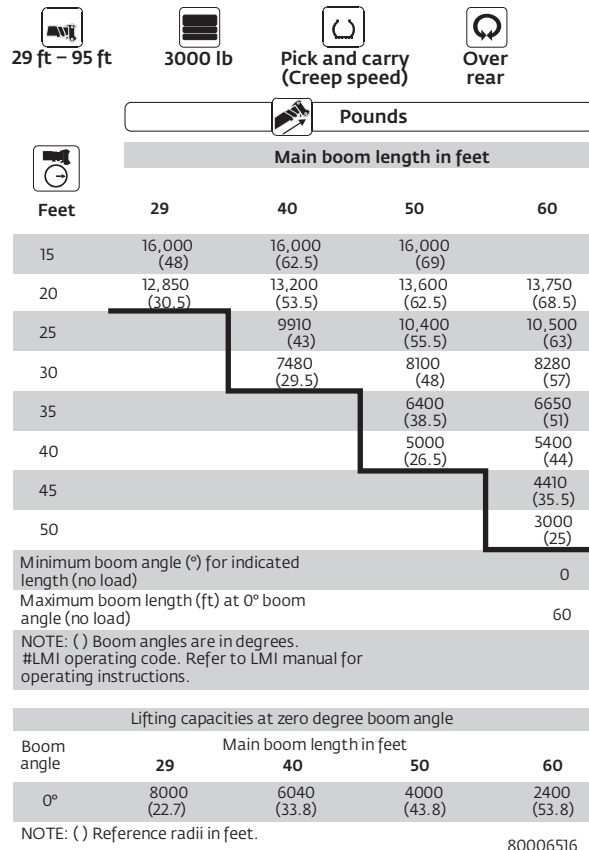 29 ft – 95 ft 3000 lb Pick and carry Over
(Creep speed) rear
Pounds
Main boom length in feet
Feet 29 40 50 60
15 16,000 16,000 16,000
(48) (62.5) (69)
20 12,850 13,200 13,600 13,750
(30.5) (53.5) (62.5) (68.5)
25 9910 10,400 10,500
(43) (55.5) (63)
30 7480 8100 8280
(29.5) (48) (57)
35 6400 6650
(38.5) (51)
40 5000 5400
(26.5) (44)
45 4410
(35.5)
50 3000
(25)
Minimum boom angle (º) for indicated
length (no load) 0
Maximum boom length (ft) at 0º boom
angle (no load) 60
NOTE: ( ) Boom angles are in degrees.
#LMI operating code. Refer to LMI manual for
operating instructions.
Lifting capacities at zero degree boom angle
Boom Main boom length in feet
angle 29 40 50 60
0º 8000 6040 4000 2400
(22.7) (33.8) (43.8) (53.8)
NOTE: ( ) Reference radii in feet.
80006516